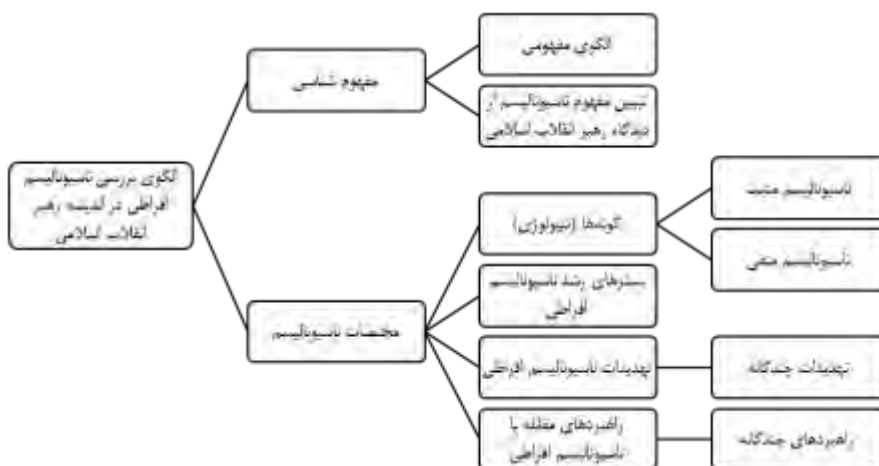 الگوی مفهومی
مفهوم شناسی
تبیین مفهوم ناسیونالیسم از
دیدگاه رهبر انقلاب اسلامی
الگوی بررسی ناسیونالیسم
افراطی در اندیشه رهبر
انقلاب اسلامی
گونه‌ها (تیپولوژی)
ناسیونالیسم مثبت
ناسیونالیسم منفی
بسترهای رشد ناسیونالیسم
افراطی
مختصات ناسیونالیسم
تهدیدات ناسیونالیسم افراطی
تهدیدات چندگانه
راهبردهای مقابله با
ناسیونالیسم افراطی
راهبردهای چندگانه